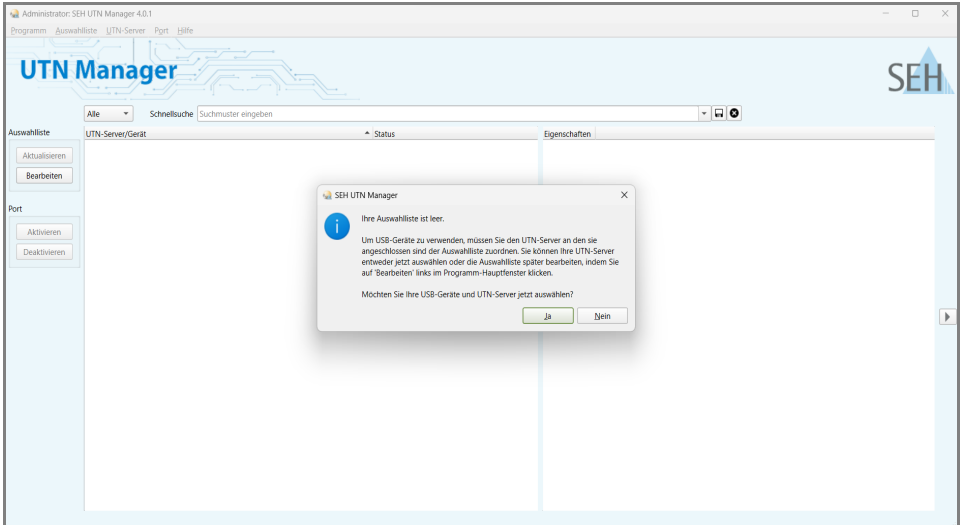 Administrator: SEH UTN Manager 4.0.1
Programm Auswahlliste UTN-Server Port Hilfe
UTN Manager
SEH
Alle Schnellsuche Suchmuster eingeben
Auswahlliste
UTN-Server/Gerät Status Eigenschaften
Aktualisieren
Bearbeiten
Port
Aktivieren
Deaktivieren
SEH UTN Manager
Ihre Auswahlliste ist leer.
Um USB-Geräte zu verwenden, müssen Sie den UTN-Server an den sie
angeschlossen sind der Auswahlliste zuordnen. Sie können Ihre UTN-Server
entweder jetzt auswählen oder die Auswahlliste später bearbeiten, indem Sie
auf 'Bearbeiten' links im Programm-Hauptfenster klicken.
Möchten Sie Ihre USB-Geräte und UTN-Server jetzt auswählen?
Ja Nein